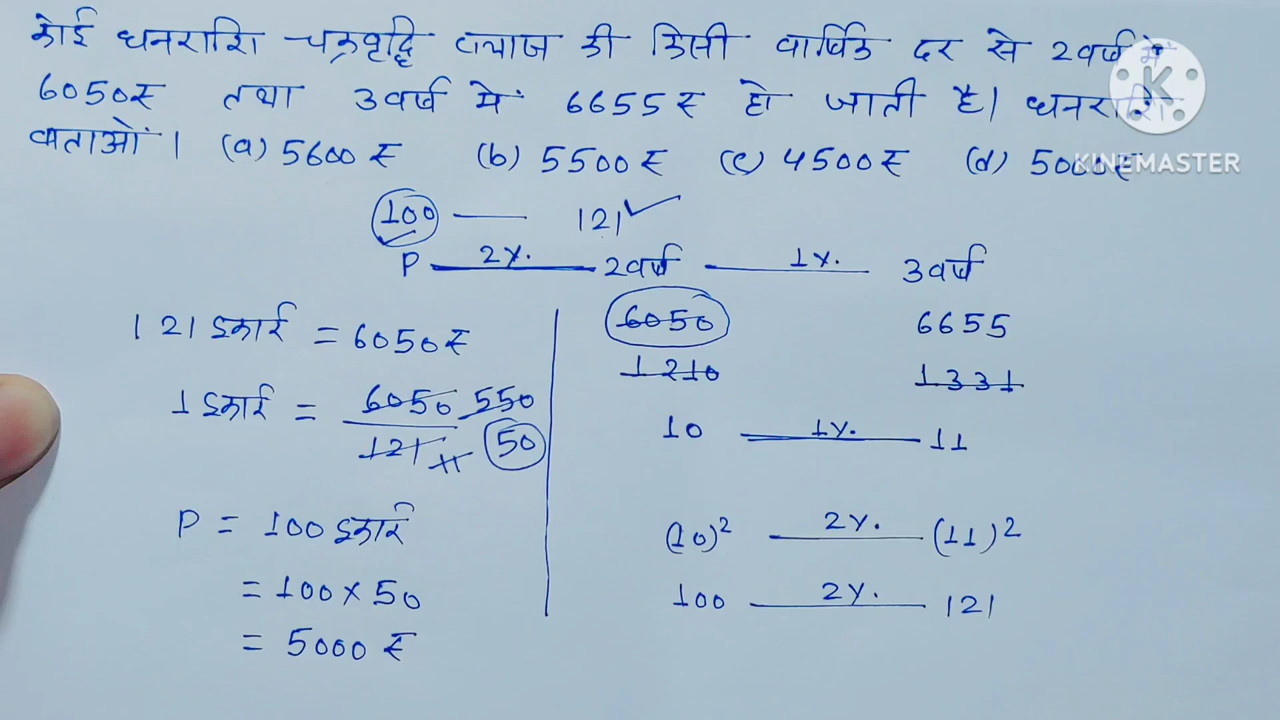 कोई धनराशि चक्रवृद्धि ब्याज की किसी वार्षिक दर से 2वर्ष मे
6050₹ तथा 3वर्ष में 6655₹ हो जाती है। धनराशि
बताओं। (a) 5600₹ (b) 5500₹ (c) 4500₹ (d) 5000₹
K
KINEMASTER
100 — 121
P 2y. 2वर्ष 1y. 3वर्ष
121 इकाई = 6050₹
6050 6655
1210 1331
1 इकाई = 6050 550
121 11 50
10 1y. 11
P = 100 इकाई
(10)² 2y. (11)²
= 100 × 50
100 2y. 121
= 5000₹